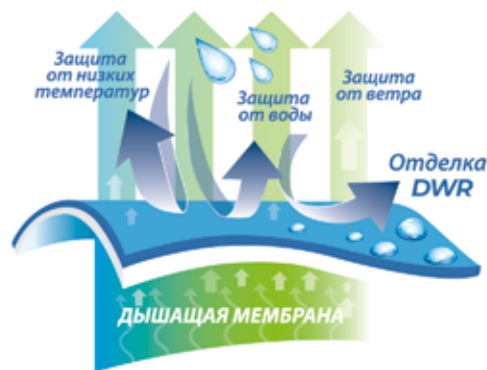 Защита
от низких
температур
Защита
от воды
Защита
от ветра
Отделка
DWR
ДЫШАЩАЯ МЕМБРАНА